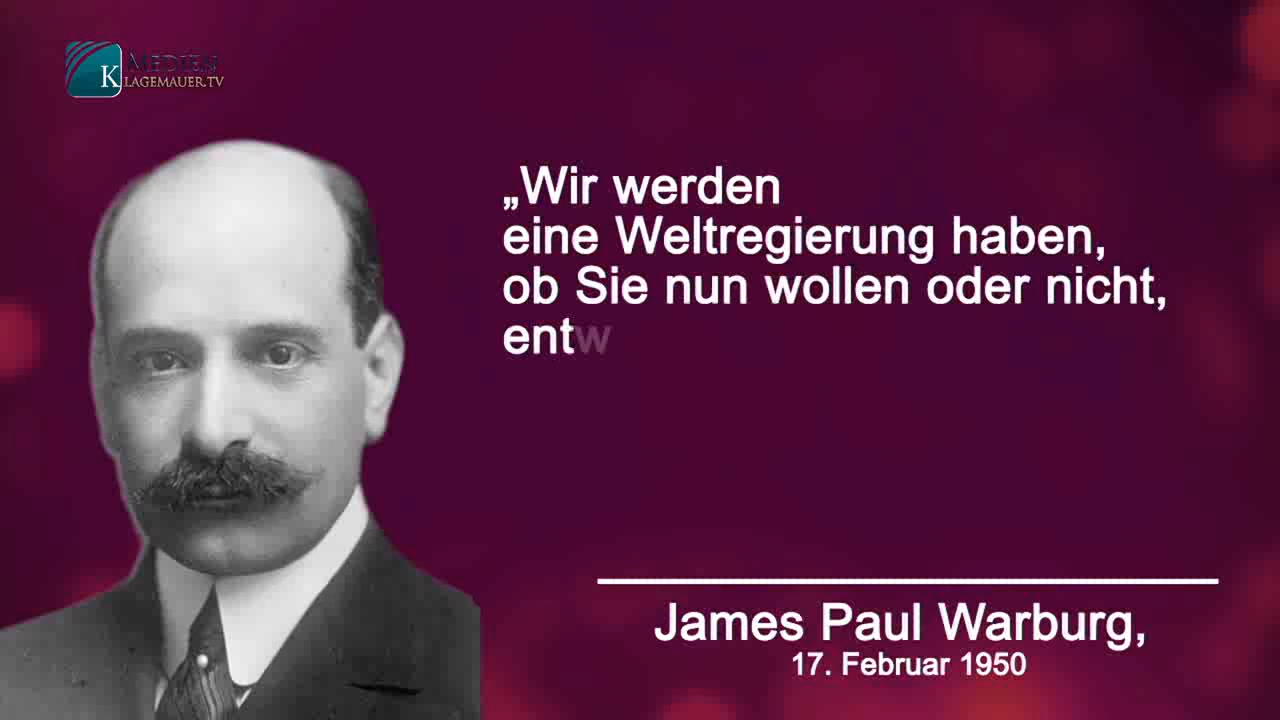 MEDIEN
KLAGEMAUER.TV
„Wir werden
eine Weltregierung haben,
ob Sie nun wollen oder nicht,
entw
James Paul Warburg,
17. Februar 1950